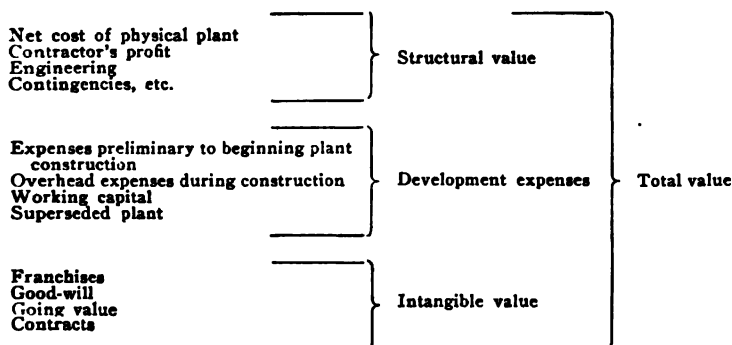 Net cost of physical plant
Contractor's profit
Engineering
Contingencies, etc.
Structural value
Expenses preliminary to beginning plant
construction
Overhead expenses during construction
Working capital
Superseded plant
Development expenses
Total value
Franchises
Good-will
Going value
Contracts
Intangible value